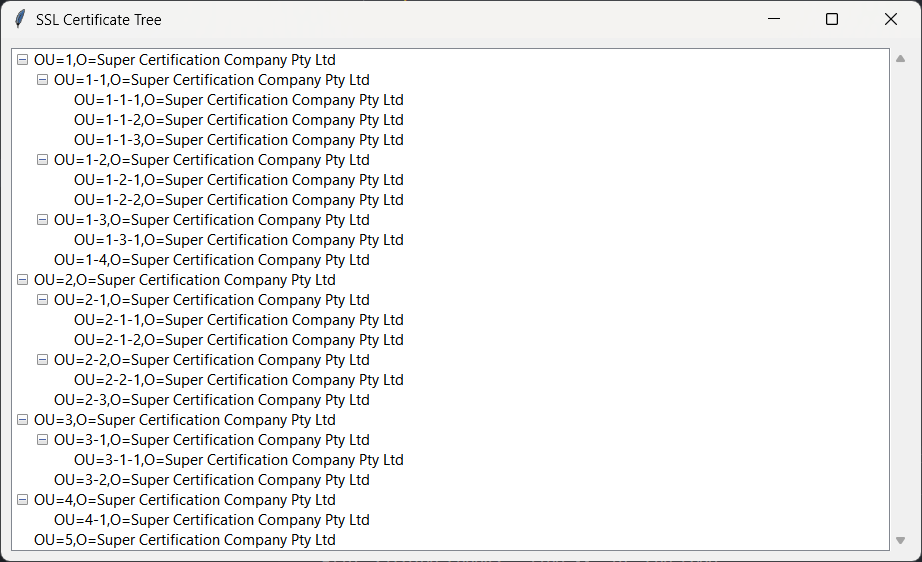 SSL Certificate Tree
OU=1,O=Super Certification Company Pty Ltd
OU=1-1,O=Super Certification Company Pty Ltd
OU=1-1-1,O=Super Certification Company Pty Ltd
OU=1-1-2,O=Super Certification Company Pty Ltd
OU=1-1-3,O=Super Certification Company Pty Ltd
OU=1-2,O=Super Certification Company Pty Ltd
OU=1-2-1,O=Super Certification Company Pty Ltd
OU=1-2-2,O=Super Certification Company Pty Ltd
OU=1-3,O=Super Certification Company Pty Ltd
OU=1-3-1,O=Super Certification Company Pty Ltd
OU=1-4,O=Super Certification Company Pty Ltd
OU=2,O=Super Certification Company Pty Ltd
OU=2-1,O=Super Certification Company Pty Ltd
OU=2-1-1,O=Super Certification Company Pty Ltd
OU=2-1-2,O=Super Certification Company Pty Ltd
OU=2-2,O=Super Certification Company Pty Ltd
OU=2-2-1,O=Super Certification Company Pty Ltd
OU=2-3,O=Super Certification Company Pty Ltd
OU=3,O=Super Certification Company Pty Ltd
OU=3-1,O=Super Certification Company Pty Ltd
OU=3-1-1,O=Super Certification Company Pty Ltd
OU=3-2,O=Super Certification Company Pty Ltd
OU=4,O=Super Certification Company Pty Ltd
OU=4-1,O=Super Certification Company Pty Ltd
OU=5,O=Super Certification Company Pty Ltd